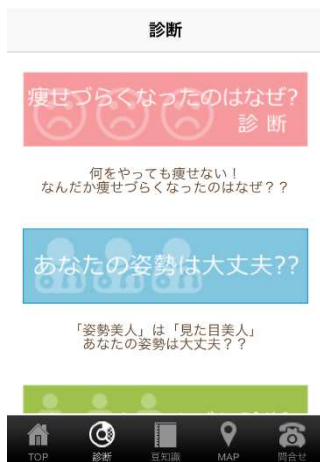 診断
痩せづらくなったのはなぜ?
診断
何をやっても痩せない！
なんだか痩せづらくなったのはなぜ？？
あなたの姿勢は大丈夫??
「姿勢美人」は「見た目美人」
あなたの姿勢は大丈夫？？
TOP
診断
豆知識
MAP
問合せ